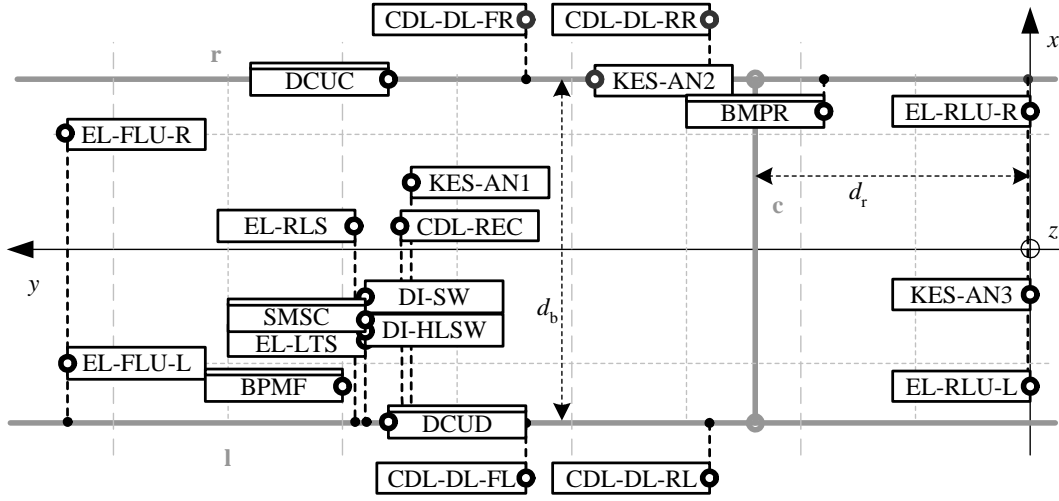 CDL-DL-FR
CDL-DL-RR
x
r
DCUC
KES-AN2
BMPR
EL-RLU-R
EL-FLU-R
KES-AN1
dr
c
EL-RLS
CDL-REC
z
y
DI-SW
KES-AN3
SMSC
db
DI-HLSW
EL-LTS
EL-FLU-L
BPMF
EL-RLU-L
DCUD
l
CDL-DL-FL
CDL-DL-RL